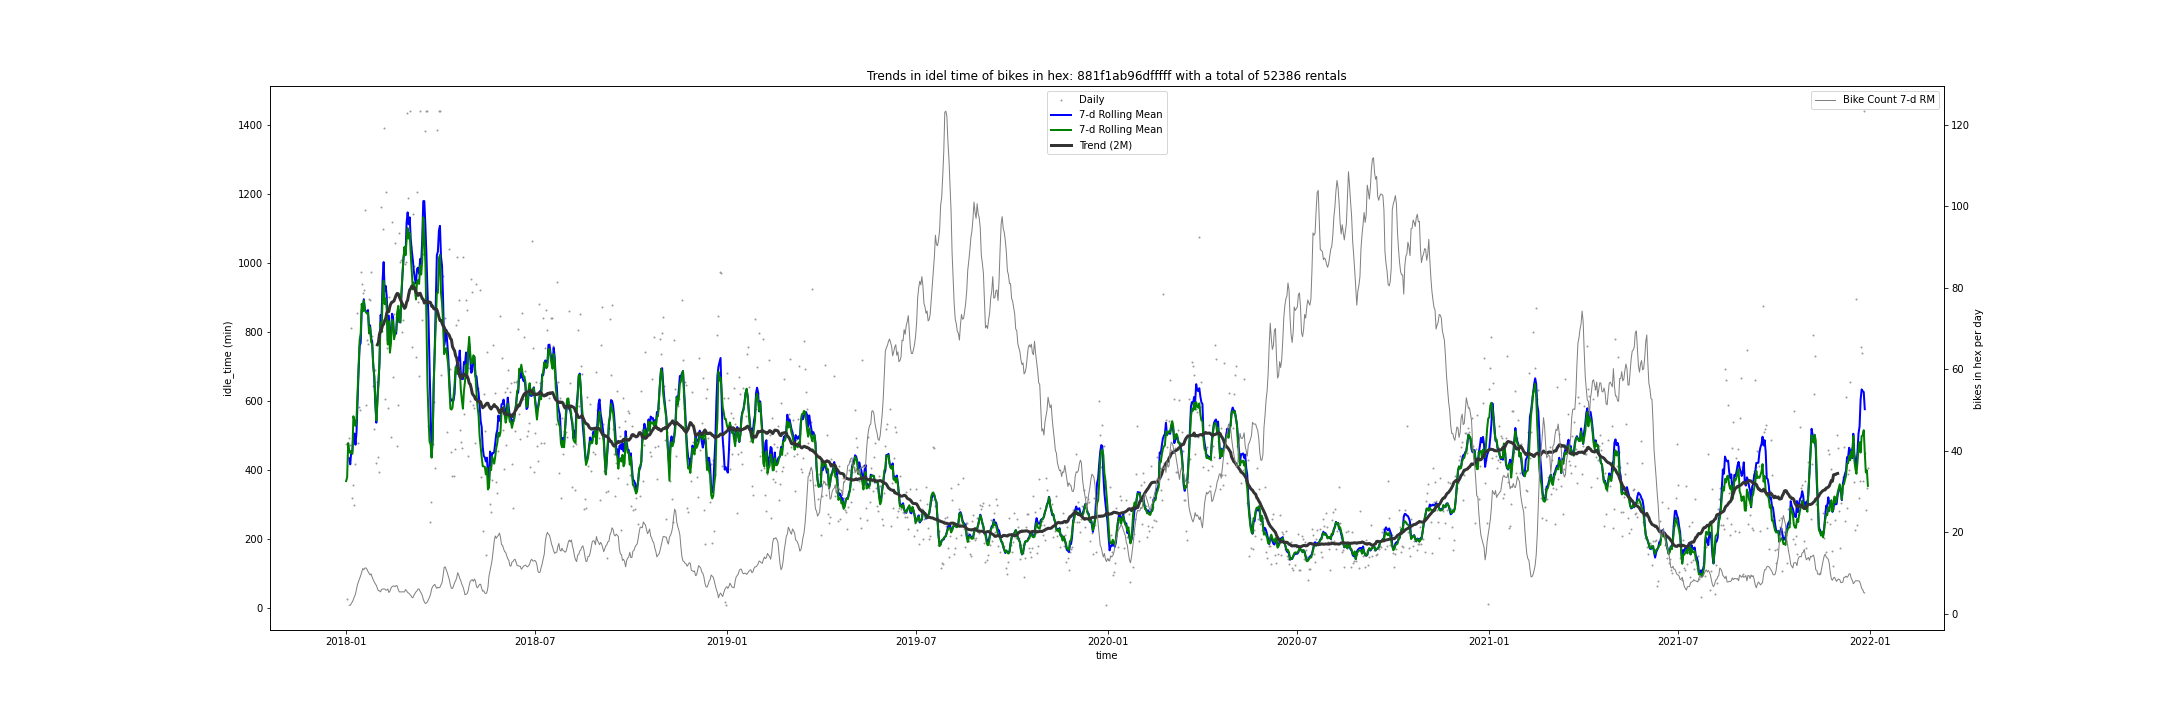 Trends in idel time of bikes in hex: 881f1ab96dfffff with a total of 52386 rentals
Daily
7-d Rolling Mean
7-d Rolling Mean
Trend (2M)
Bike Count 7-d RM
1400
1200
1000
800
600
400
200
0
idle_time (min)
120
100
80
60
40
20
0
bikes in hex per day
2018-01
2018-07
2019-01
2019-07
2020-01
2020-07
2021-01
2021-07
2022-01
time